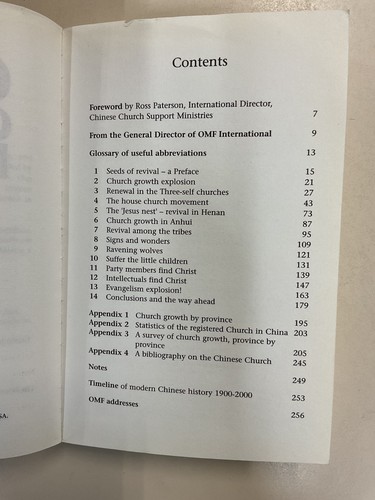 Contents
Foreword by Ross Paterson, International Director,
Chinese Church Support Ministries 7
From the General Director of OMF International 9
Glossary of useful abbreviations 13
1 Seeds of revival – a Preface 15
2 Church growth explosion 21
3 Renewal in the Three-self churches 27
4 The house church movement 43
5 The 'Jesus nest' – revival in Henan 73
6 Church growth in Anhui 87
7 Revival among the tribes 95
8 Signs and wonders 109
9 Ravening wolves 121
10 Suffer the little children 131
11 Party members find Christ 139
12 Intellectuals find Christ 147
13 Evangelism explosion! 163
14 Conclusions and the way ahead 179
Appendix 1 Church growth by province 195
Appendix 2 Statistics of the registered Church in China 203
Appendix 3 A survey of church growth, province by
province 205
Appendix 4 A bibliography on the Chinese Church 245
Notes 249
Timeline of modern Chinese history 1900-2000 253
OMF addresses 256
SA.